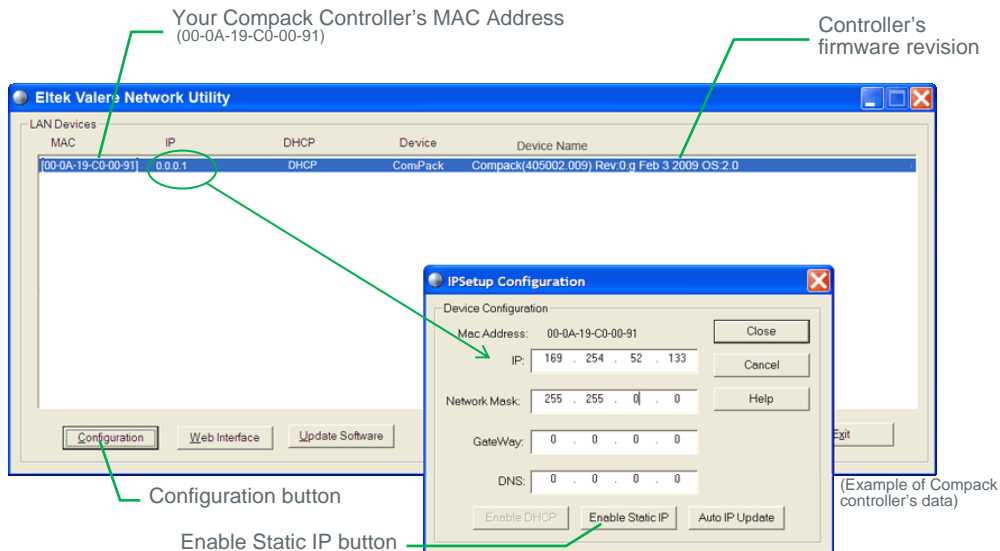 Your Compack Controller's MAC Address
(00-0A-19-C0-00-91)
Controller's
firmware revision
Eltek Valere Network Utility
LAN Devices
MAC IP DHCP Device Device Name
[00-0A-19-C0-00-91] 0.0.0.1 DHCP ComPack Compack(405002.009) Rev:0.g Feb 3 2009 OS:2.0
IPSetup Configuration
Device Configuration
Mac Address: 00-0A-19-C0-00-91 Close
IP: 169 . 254 . 52 . 133 Cancel
Network Mask: 255 . 255 . 0 . 0 Help
GateWay: 0 . 0 . 0 . 0
DNS: 0 . 0 . 0 . 0
Enable DHCP Enable Static IP Auto IP Update
Configuration Web Interface Update Software Exit
(Example of Compack
controller's data)
Configuration button
Enable Static IP button